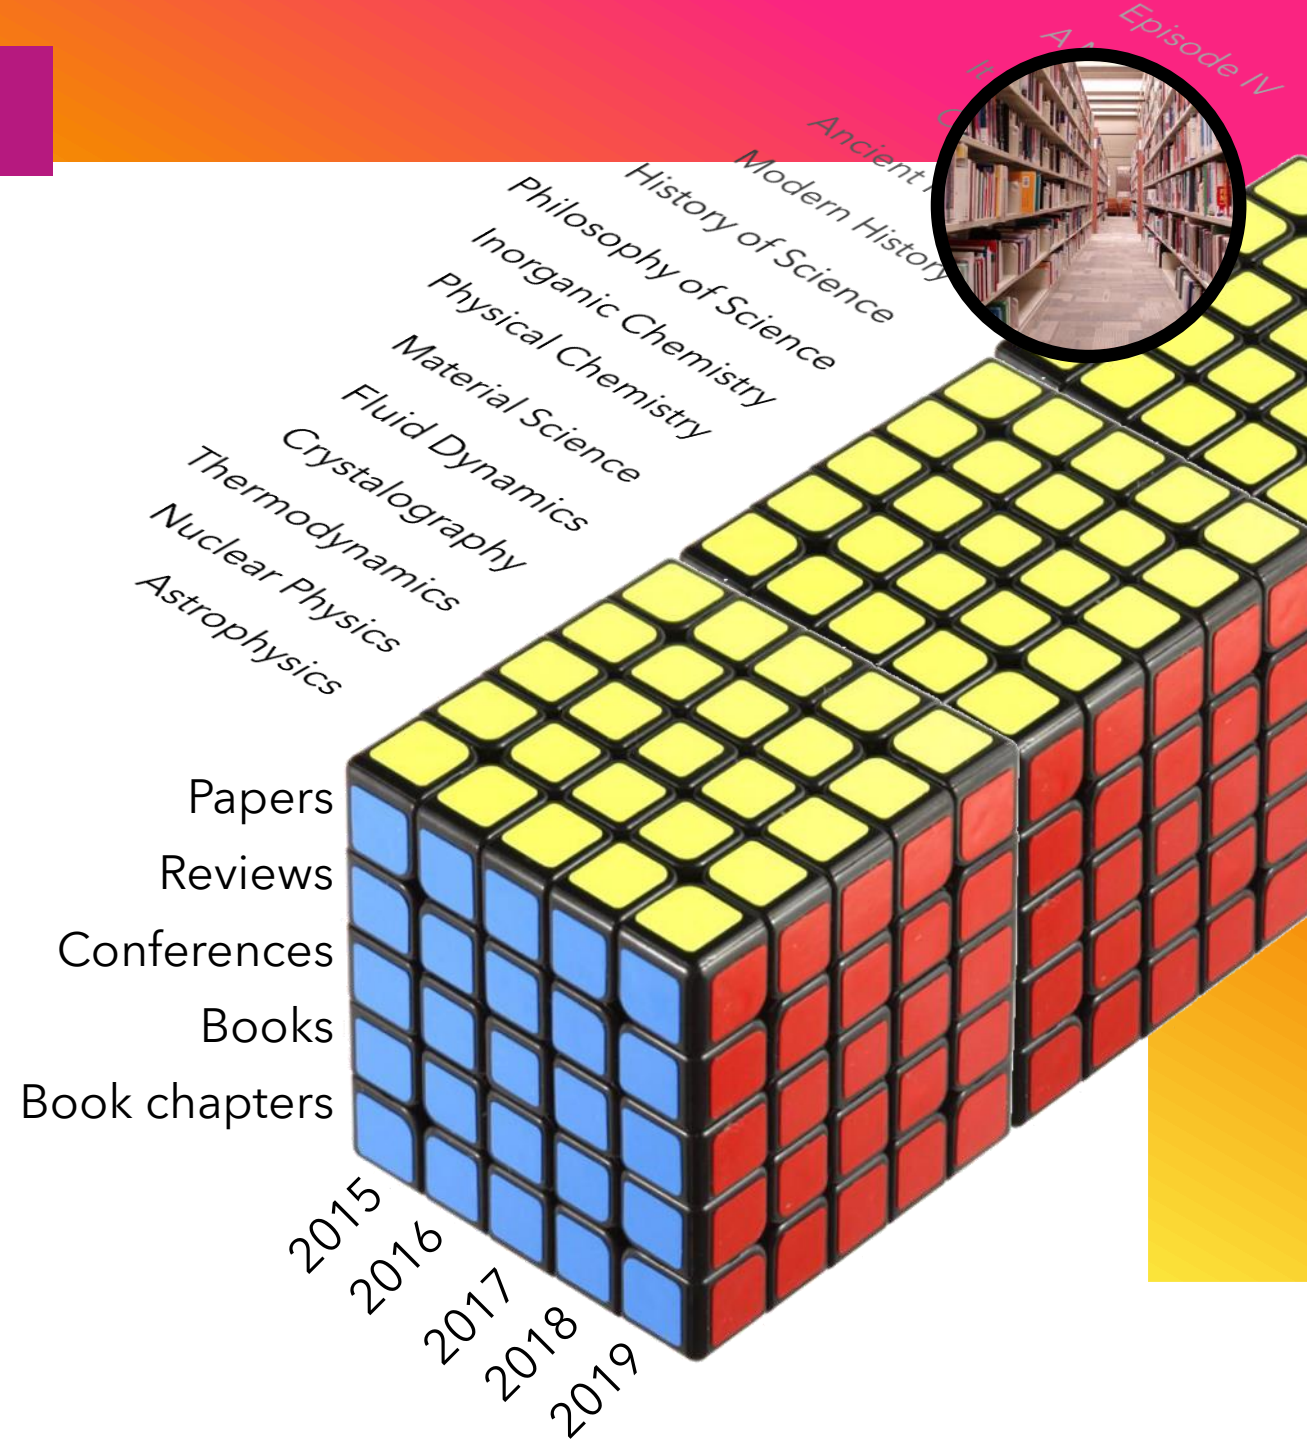 Episode IV
A
It
Ancient
Modern History
History of Science
Philosophy of Science
Inorganic Chemistry
Physical Chemistry
Material Science
Fluid Dynamics
Crystalography
Thermodynamics
Nuclear Physics
Astrophysics
Papers
Reviews
Conferences
Books
Book chapters
2015
2016
2017
2018
2019